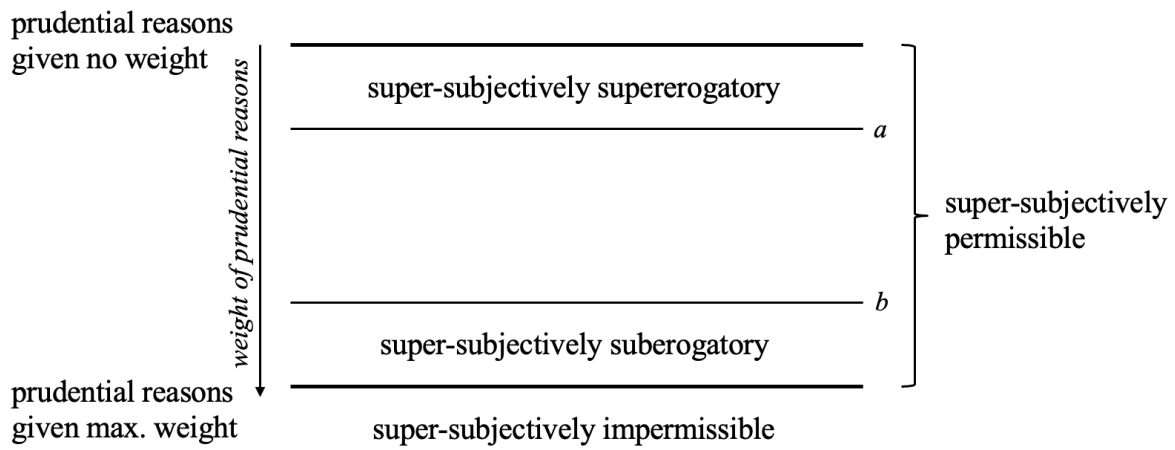 prudential reasons
given no weight
super-subjectively supererogatory
a
weight of prudential reasons
super-subjectively
permissible
b
super-subjectively suberogatory
prudential reasons
given max. weight
super-subjectively impermissible